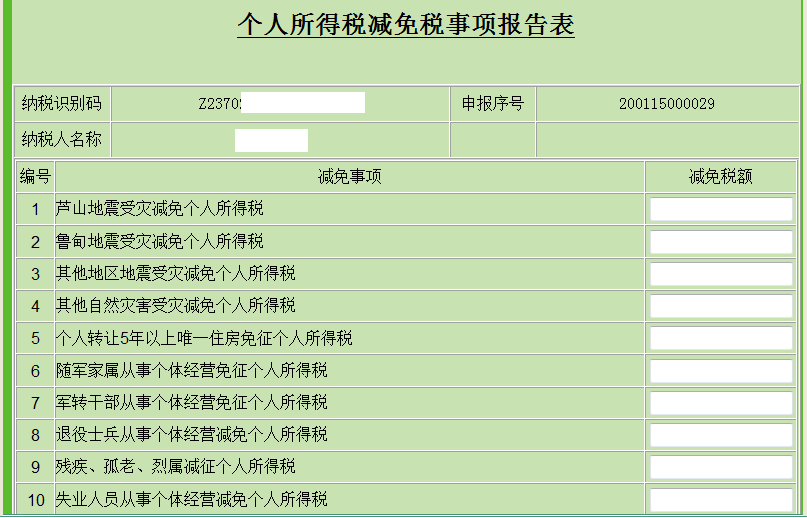 个人所得税减免税事项报告表
纳税识别码 Z2370 申报序号 200115000029
纳税人名称
编号 减免事项 减免税额
1 芦山地震受灾减免个人所得税
2 鲁甸地震受灾减免个人所得税
3 其他地区地震受灾减免个人所得税
4 其他自然灾害受灾减免个人所得税
5 个人转让5年以上唯一住房免征个人所得税
6 随军家属从事个体经营免征个人所得税
7 军转干部从事个体经营免征个人所得税
8 退役士兵从事个体经营减免个人所得税
9 残疾、孤老、烈属减征个人所得税
10 失业人员从事个体经营减免个人所得税